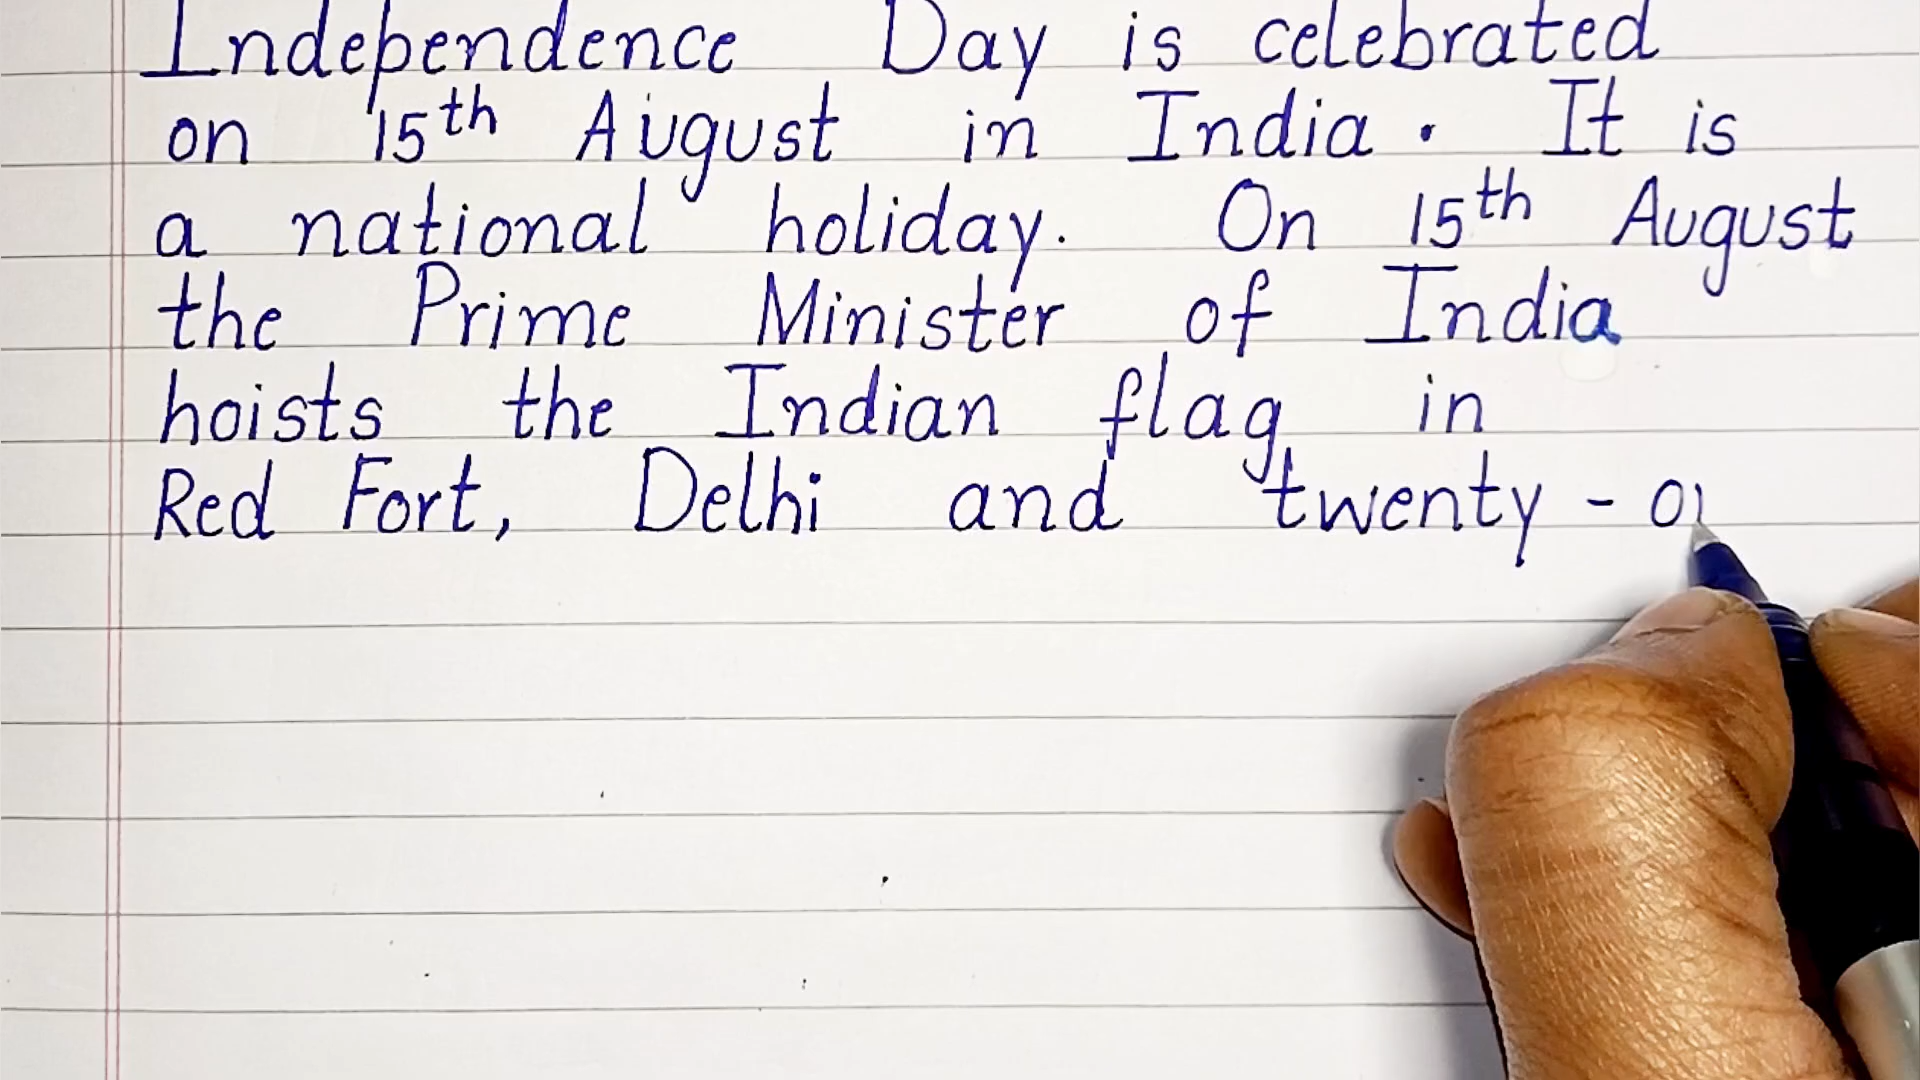 Independence Day is celebrated
on 15th August in India. It is
a national holiday. On 15th August
the Prime Minister of India
hoists the Indian flag in
Red Fort, Delhi and twenty -